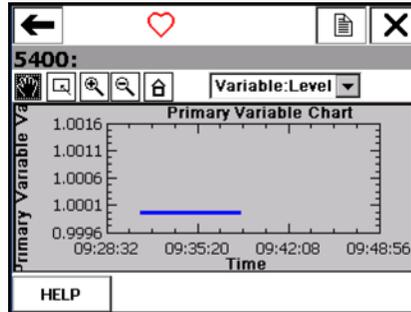 5400:
Variable:Level
Primary Variable Chart
Primary Variable Va
1.0016
1.0011
1.0006
1.0001
0.9996
09:28:32 09:35:20 09:42:08 09:48:56
Time
HELP